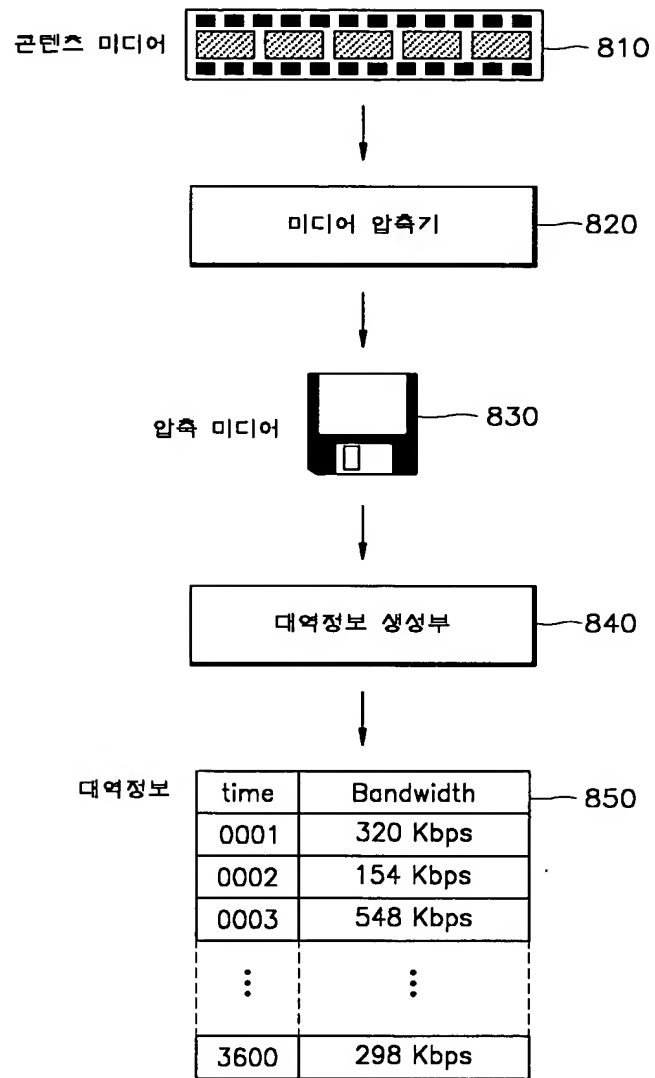 콘텐츠 미디어
810
미디어 압축기
820
압축 미디어
830
대역정보 생성부
840
대역정보
850
time Bandwidth
0001 320 Kbps
0002 154 Kbps
0003 548 Kbps
⋮ ⋮
3600 298 Kbps